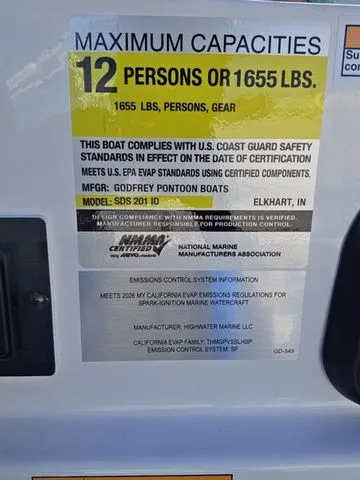 MAXIMUM CAPACITIES
12 PERSONS OR 1655 LBS.
1655 LBS, PERSONS, GEAR
THIS BOAT COMPLIES WITH U.S. COAST GUARD SAFETY
STANDARDS IN EFFECT ON THE DATE OF CERTIFICATION
MEETS U.S. EPA EVAP STANDARDS USING CERTIFIED COMPONENTS.
MFGR: GODFREY PONTOON BOATS
MODEL: SDS 201 IO ELKHART, IN
DESIGN COMPLIANCE WITH NMMA REQUIREMENTS IS VERIFIED.
MANUFACTURER RESPONSIBLE FOR PRODUCTION CONTROL.
NMMA
CERTIFIED
using ABYC standards
NATIONAL MARINE
MANUFACTURERS ASSOCIATION
EMISSIONS CONTROL SYSTEM INFORMATION
MEETS 2026 MY CALIFORNIA EVAP EMISSIONS REGULATIONS FOR
SPARK-IGNITION MARINE WATERCRAFT
MANUFACTURER: HIGHWATER MARINE LLC
CALIFORNIA EVAP FAMILY: THMGPVSSLHSP
EMISSION CONTROL SYSTEM: SP
GD-545